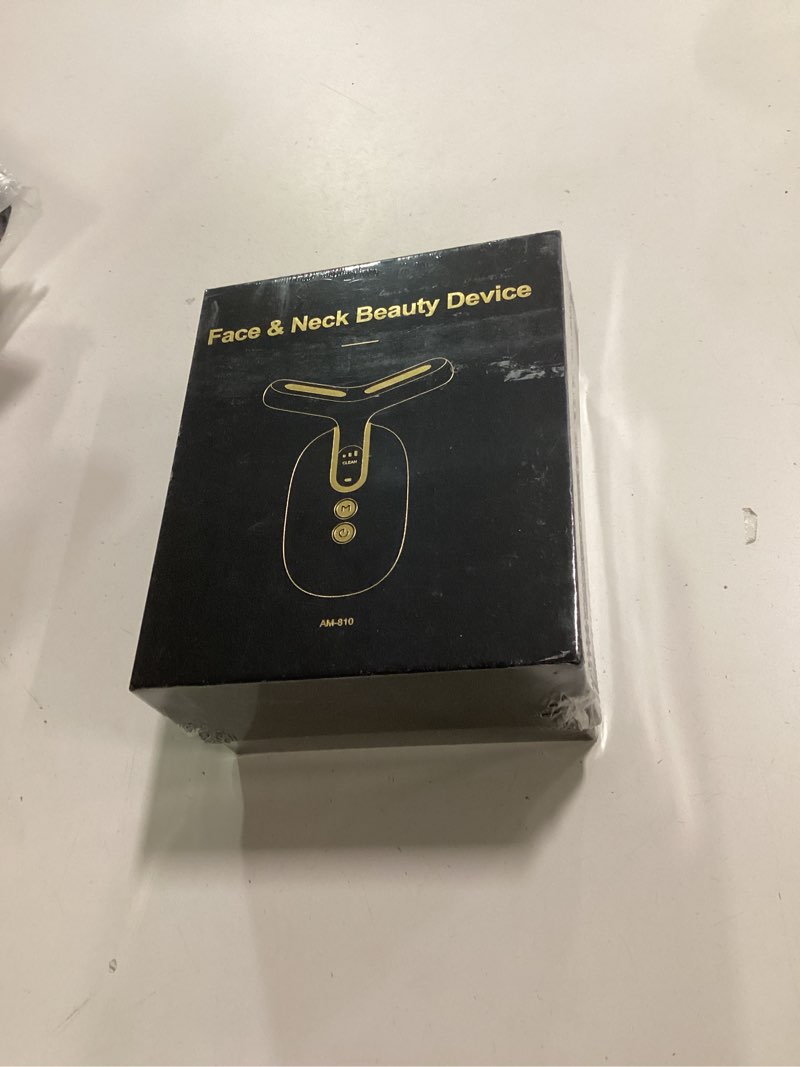 Face & Neck Beauty Device
CLEAN
M
AM-810